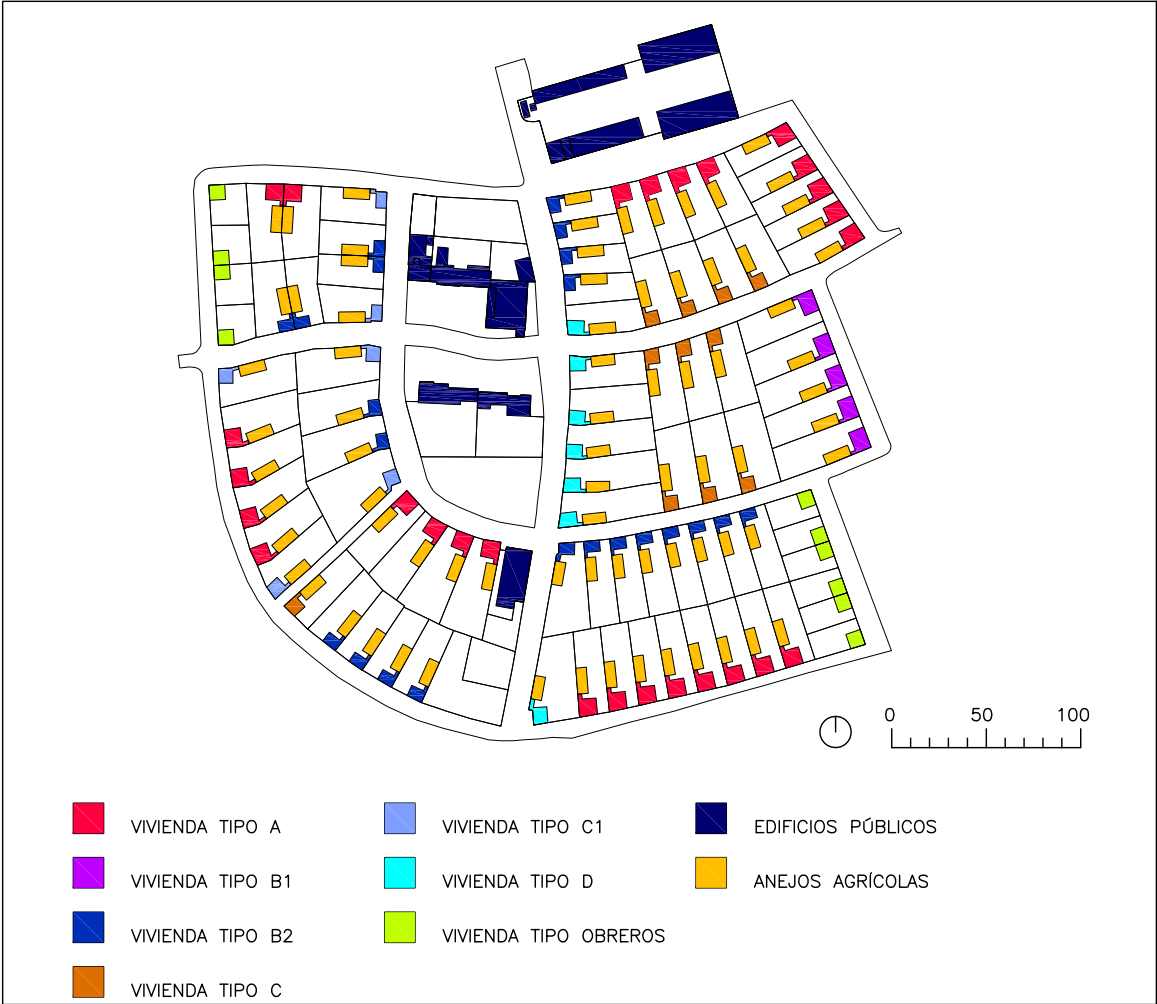 0 50 100
VIVIENDA TIPO A
VIVIENDA TIPO B1
VIVIENDA TIPO B2
VIVIENDA TIPO C
VIVIENDA TIPO C1
VIVIENDA TIPO D
VIVIENDA TIPO OBREROS
EDIFICIOS PÚBLICOS
ANEJOS AGRÍCOLAS